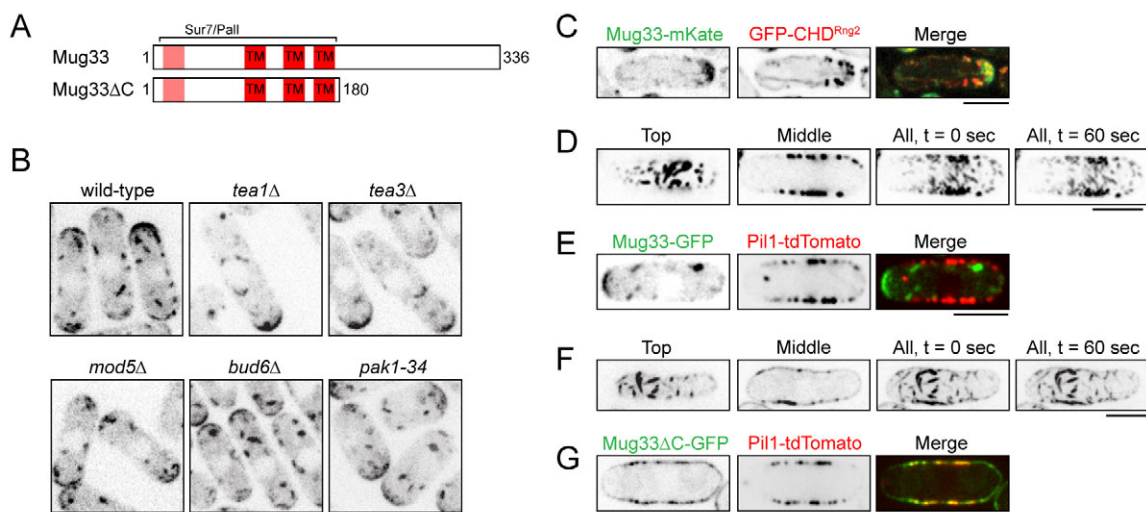 A
Sur7/PalI
Mug33 1 TM TM TM 336
Mug33ΔC 1 TM TM TM 180
B
wild-type tea1Δ tea3Δ
mod5Δ bud6Δ pak1-34
C
Mug33-mKate GFP-CHDRng2 Merge
D
Top Middle All, t = 0 sec All, t = 60 sec
E
Mug33-GFP Pil1-tdTomato Merge
F
Top Middle All, t = 0 sec All, t = 60 sec
G
Mug33ΔC-GFP Pil1-tdTomato Merge